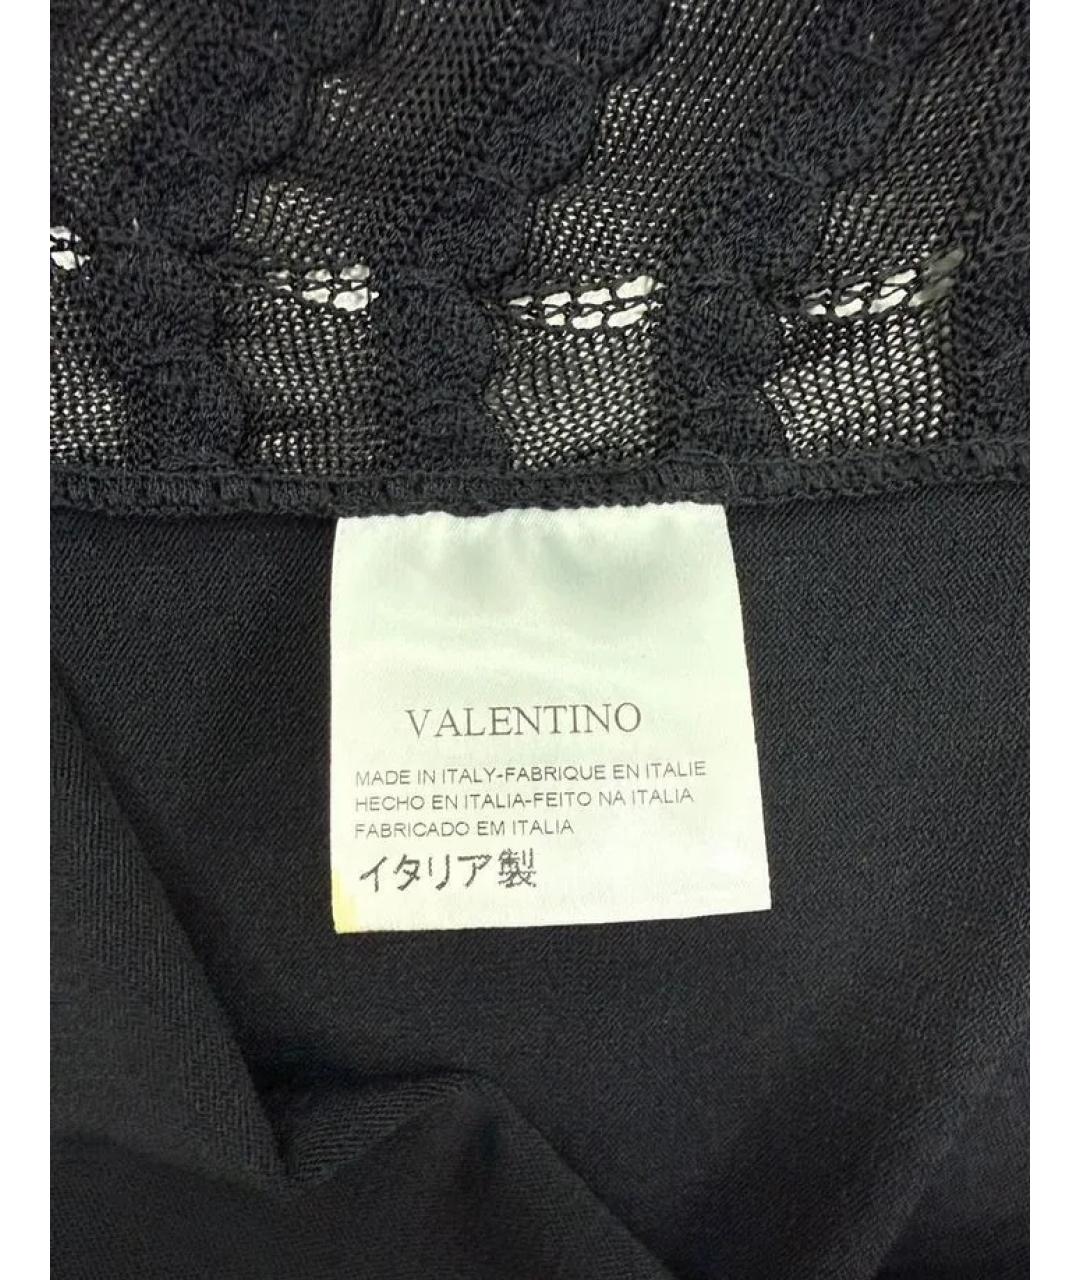 VALENTINO
MADE IN ITALY-FABRIQUE EN ITALIE
HECHO EN ITALIA-FEITO NA ITALIA
FABRICADO EM ITALIA
イタリア製